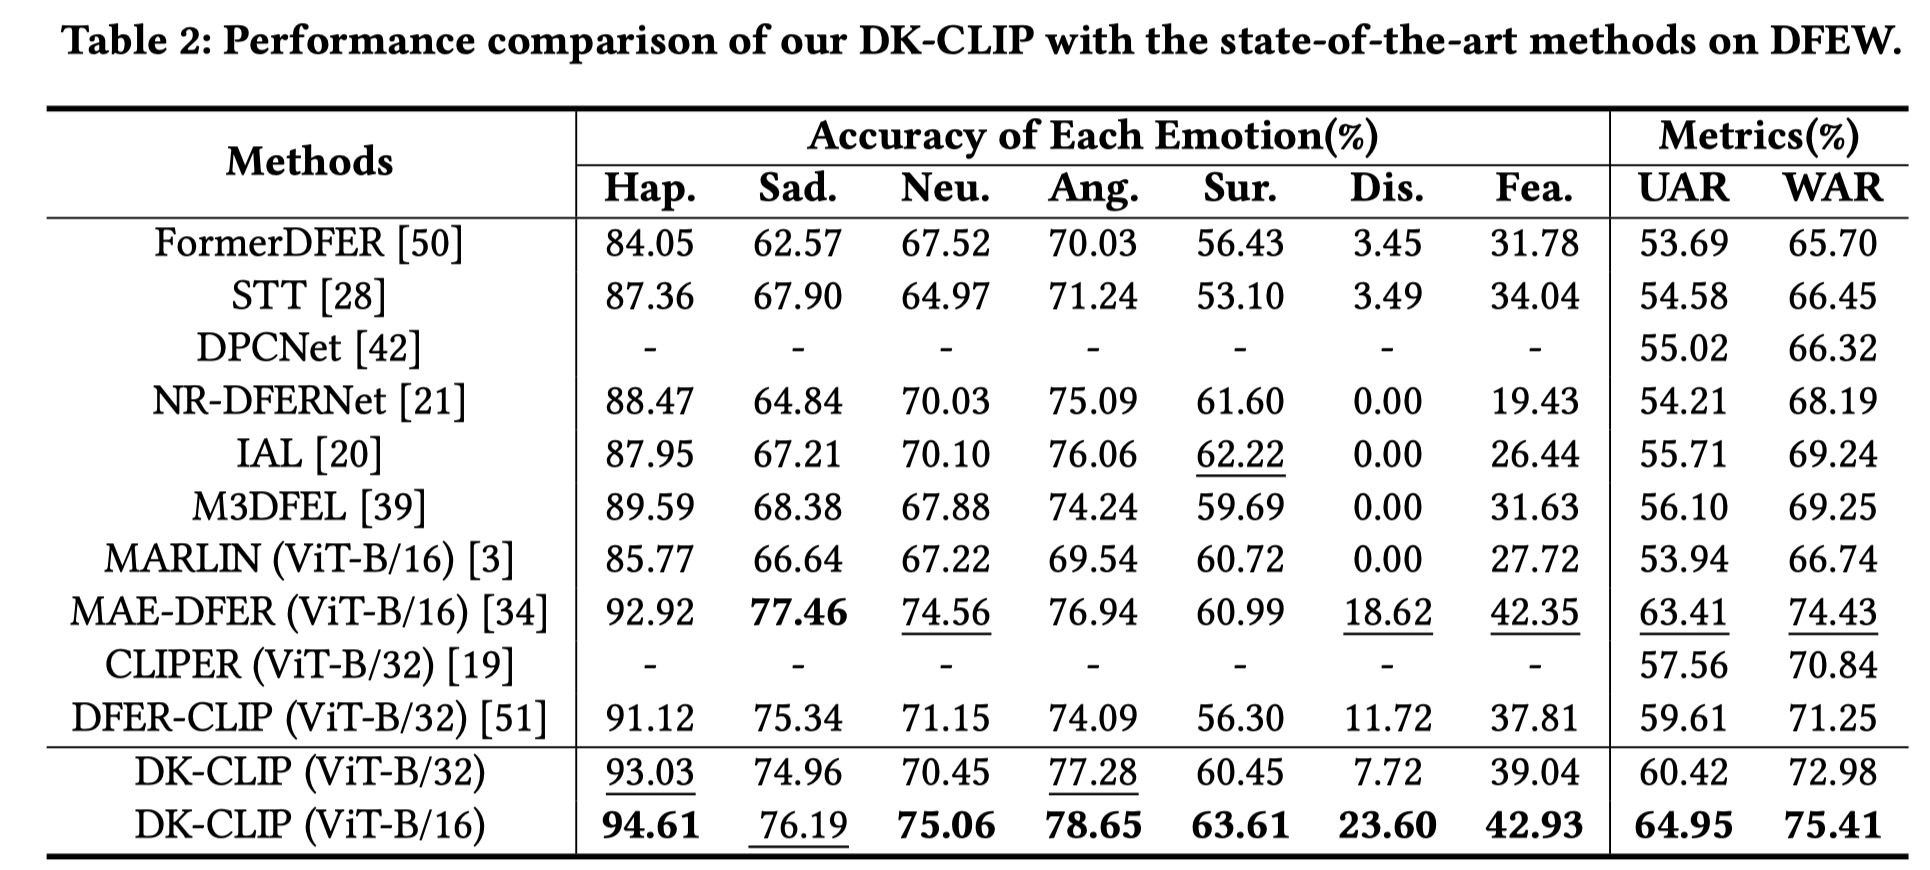 Table 2: Performance comparison of our DK-CLIP with the state-of-the-art methods on DFEW.
Methods Accuracy of Each Emotion(%) Metrics(%)
Hap. Sad. Neu. Ang. Sur. Dis. Fea. UAR WAR
FormerDFER [50] 84.05 62.57 67.52 70.03 56.43 3.45 31.78 53.69 65.70
STT [28] 87.36 67.90 64.97 71.24 53.10 3.49 34.04 54.58 66.45
DPCNet [42] - - - - - - - 55.02 66.32
NR-DFERNet [21] 88.47 64.84 70.03 75.09 61.60 0.00 19.43 54.21 68.19
IAL [20] 87.95 67.21 70.10 76.06 62.22 0.00 26.44 55.71 69.24
M3DFEL [39] 89.59 68.38 67.88 74.24 59.69 0.00 31.63 56.10 69.25
MARLIN (ViT-B/16) [3] 85.77 66.64 67.22 69.54 60.72 0.00 27.72 53.94 66.74
MAE-DFER (ViT-B/16) [34] 92.92 77.46 74.56 76.94 60.99 18.62 42.35 63.41 74.43
CLIPER (ViT-B/32) [19] - - - - - - - 57.56 70.84
DFER-CLIP (ViT-B/32) [51] 91.12 75.34 71.15 74.09 56.30 11.72 37.81 59.61 71.25
DK-CLIP (ViT-B/32) 93.03 74.96 70.45 77.28 60.45 7.72 39.04 60.42 72.98
DK-CLIP (ViT-B/16) 94.61 76.19 75.06 78.65 63.61 23.60 42.93 64.95 75.41